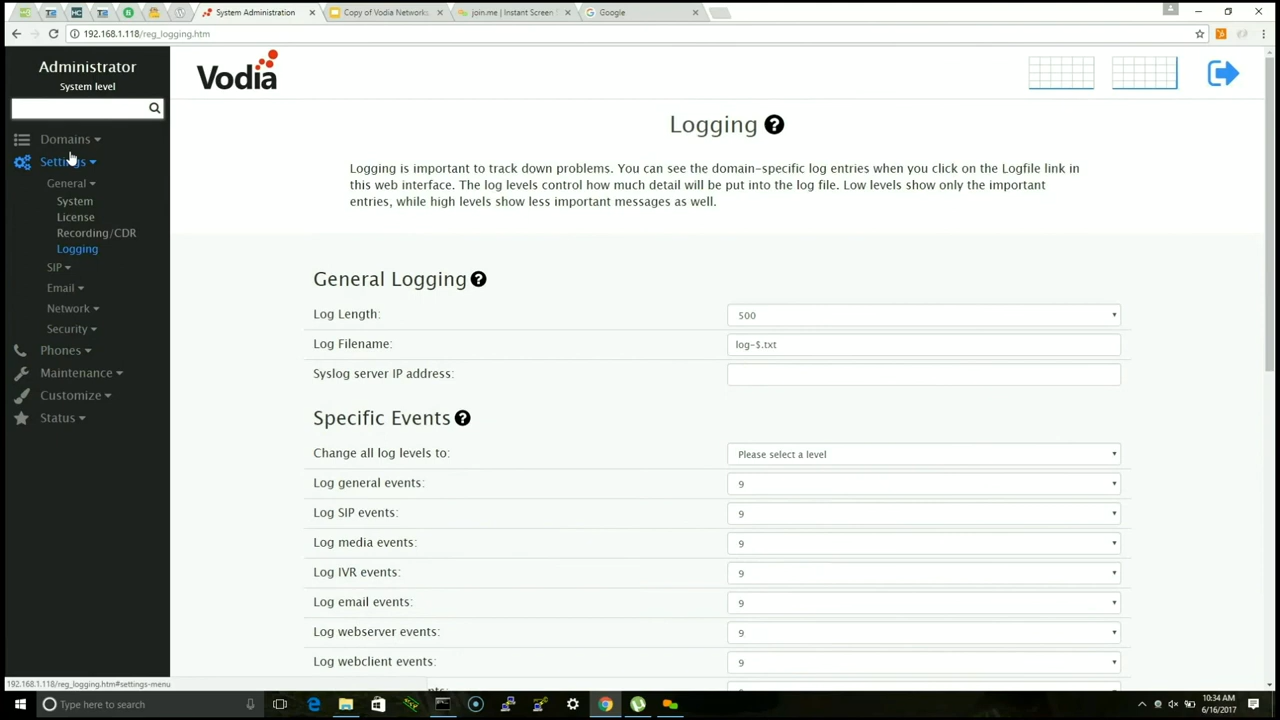 System Administration
Copy of Vodia Networks
join.me | Instant Screen
Google
192.168.1.118/reg_logging.htm
Administrator
System level
Domains
Settings
General
System
License
Recording/CDR
Logging
SIP
Email
Network
Security
Phones
Maintenance
Customize
Status
Vodia
Logging ?
Logging is important to track down problems. You can see the domain-specific log entries when you click on the Logfile link in
this web interface. The log levels control how much detail will be put into the log file. Low levels show only the important
entries, while high levels show less important messages as well.
General Logging ?
Log Length: 500
Log Filename: log-$.txt
Syslog server IP address:
Specific Events ?
Change all log levels to: Please select a level
Log general events: 9
Log SIP events: 9
Log media events: 9
Log IVR events: 9
Log email events: 9
Log webserver events: 9
Log webclient events: 9
192.168.1.118/reg_logging.htm#settings-menu
Type here to search
10:34 AM
6/16/2017